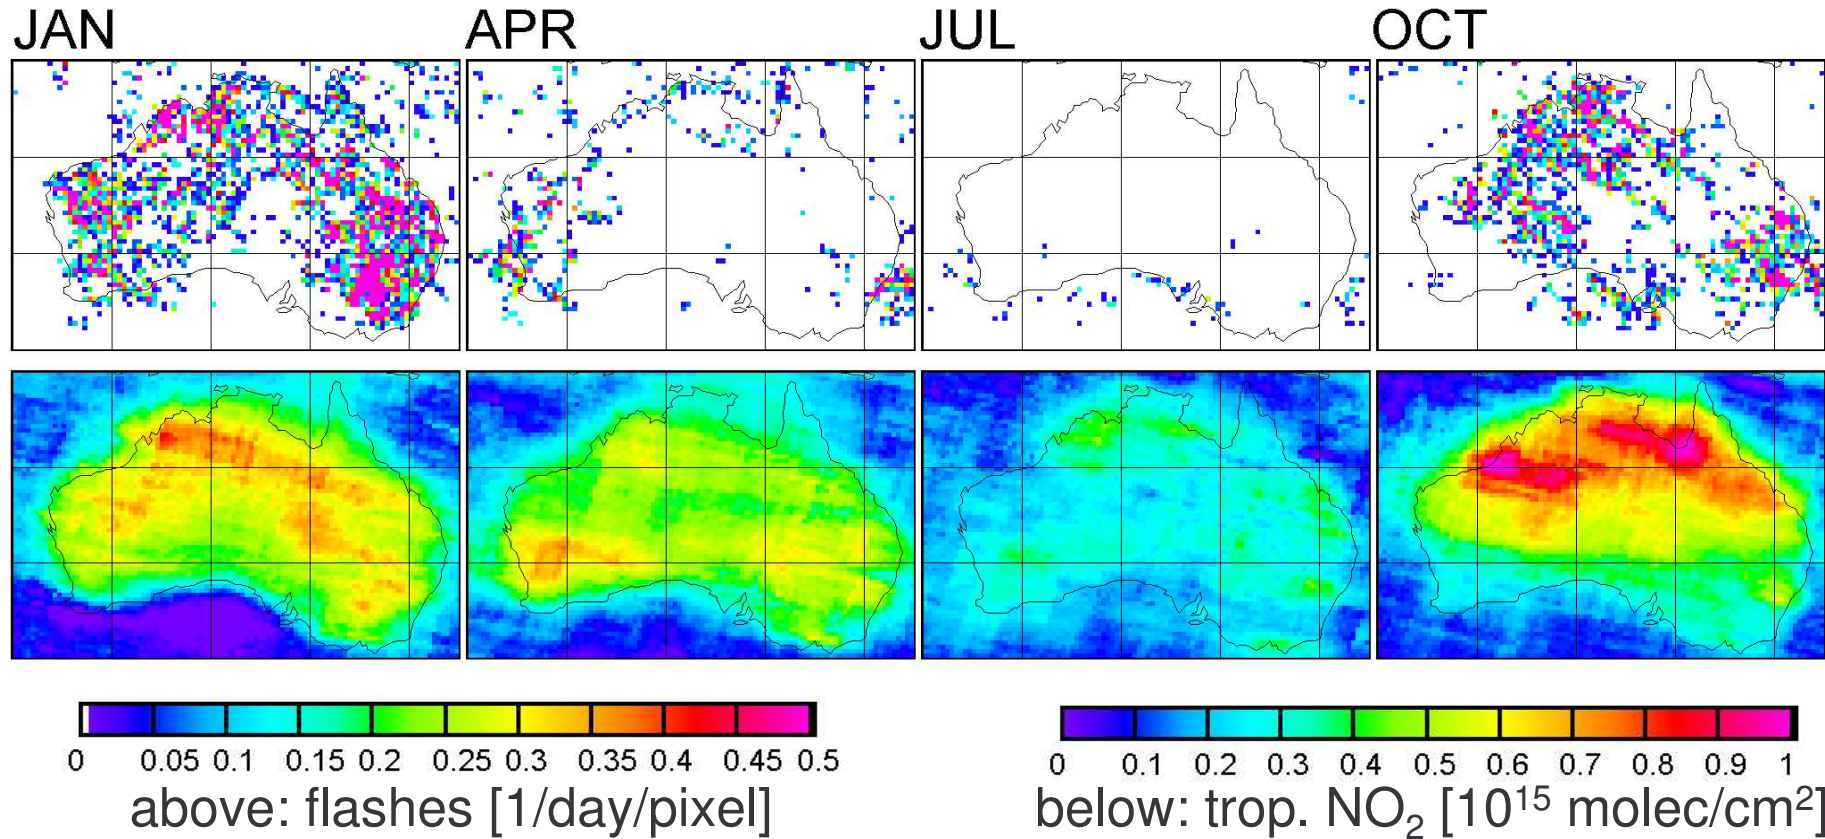 JAN APR JUL OCT
0 0.05 0.1 0.15 0.2 0.25 0.3 0.35 0.4 0.45 0.5
0 0.1 0.2 0.3 0.4 0.5 0.6 0.7 0.8 0.9 1
above: flashes [1/day/pixel]
below: trop. NO₂ [10¹⁵ molec/cm²]